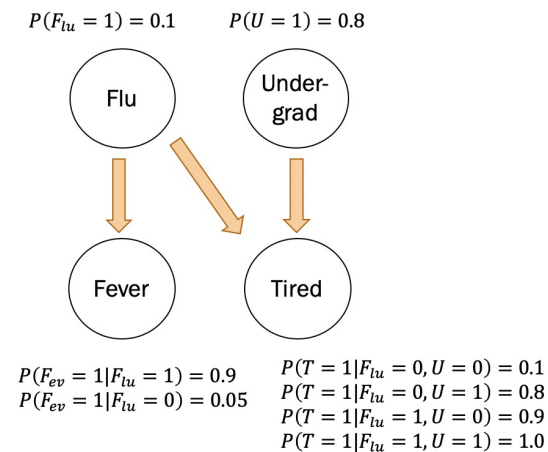 P(F_lu = 1) = 0.1
P(U = 1) = 0.8
Flu
Under-
grad
Fever
Tired
P(F_ev = 1|F_lu = 1) = 0.9
P(F_ev = 1|F_lu = 0) = 0.05
P(T = 1|F_lu = 0, U = 0) = 0.1
P(T = 1|F_lu = 0, U = 1) = 0.8
P(T = 1|F_lu = 1, U = 0) = 0.9
P(T = 1|F_lu = 1, U = 1) = 1.0